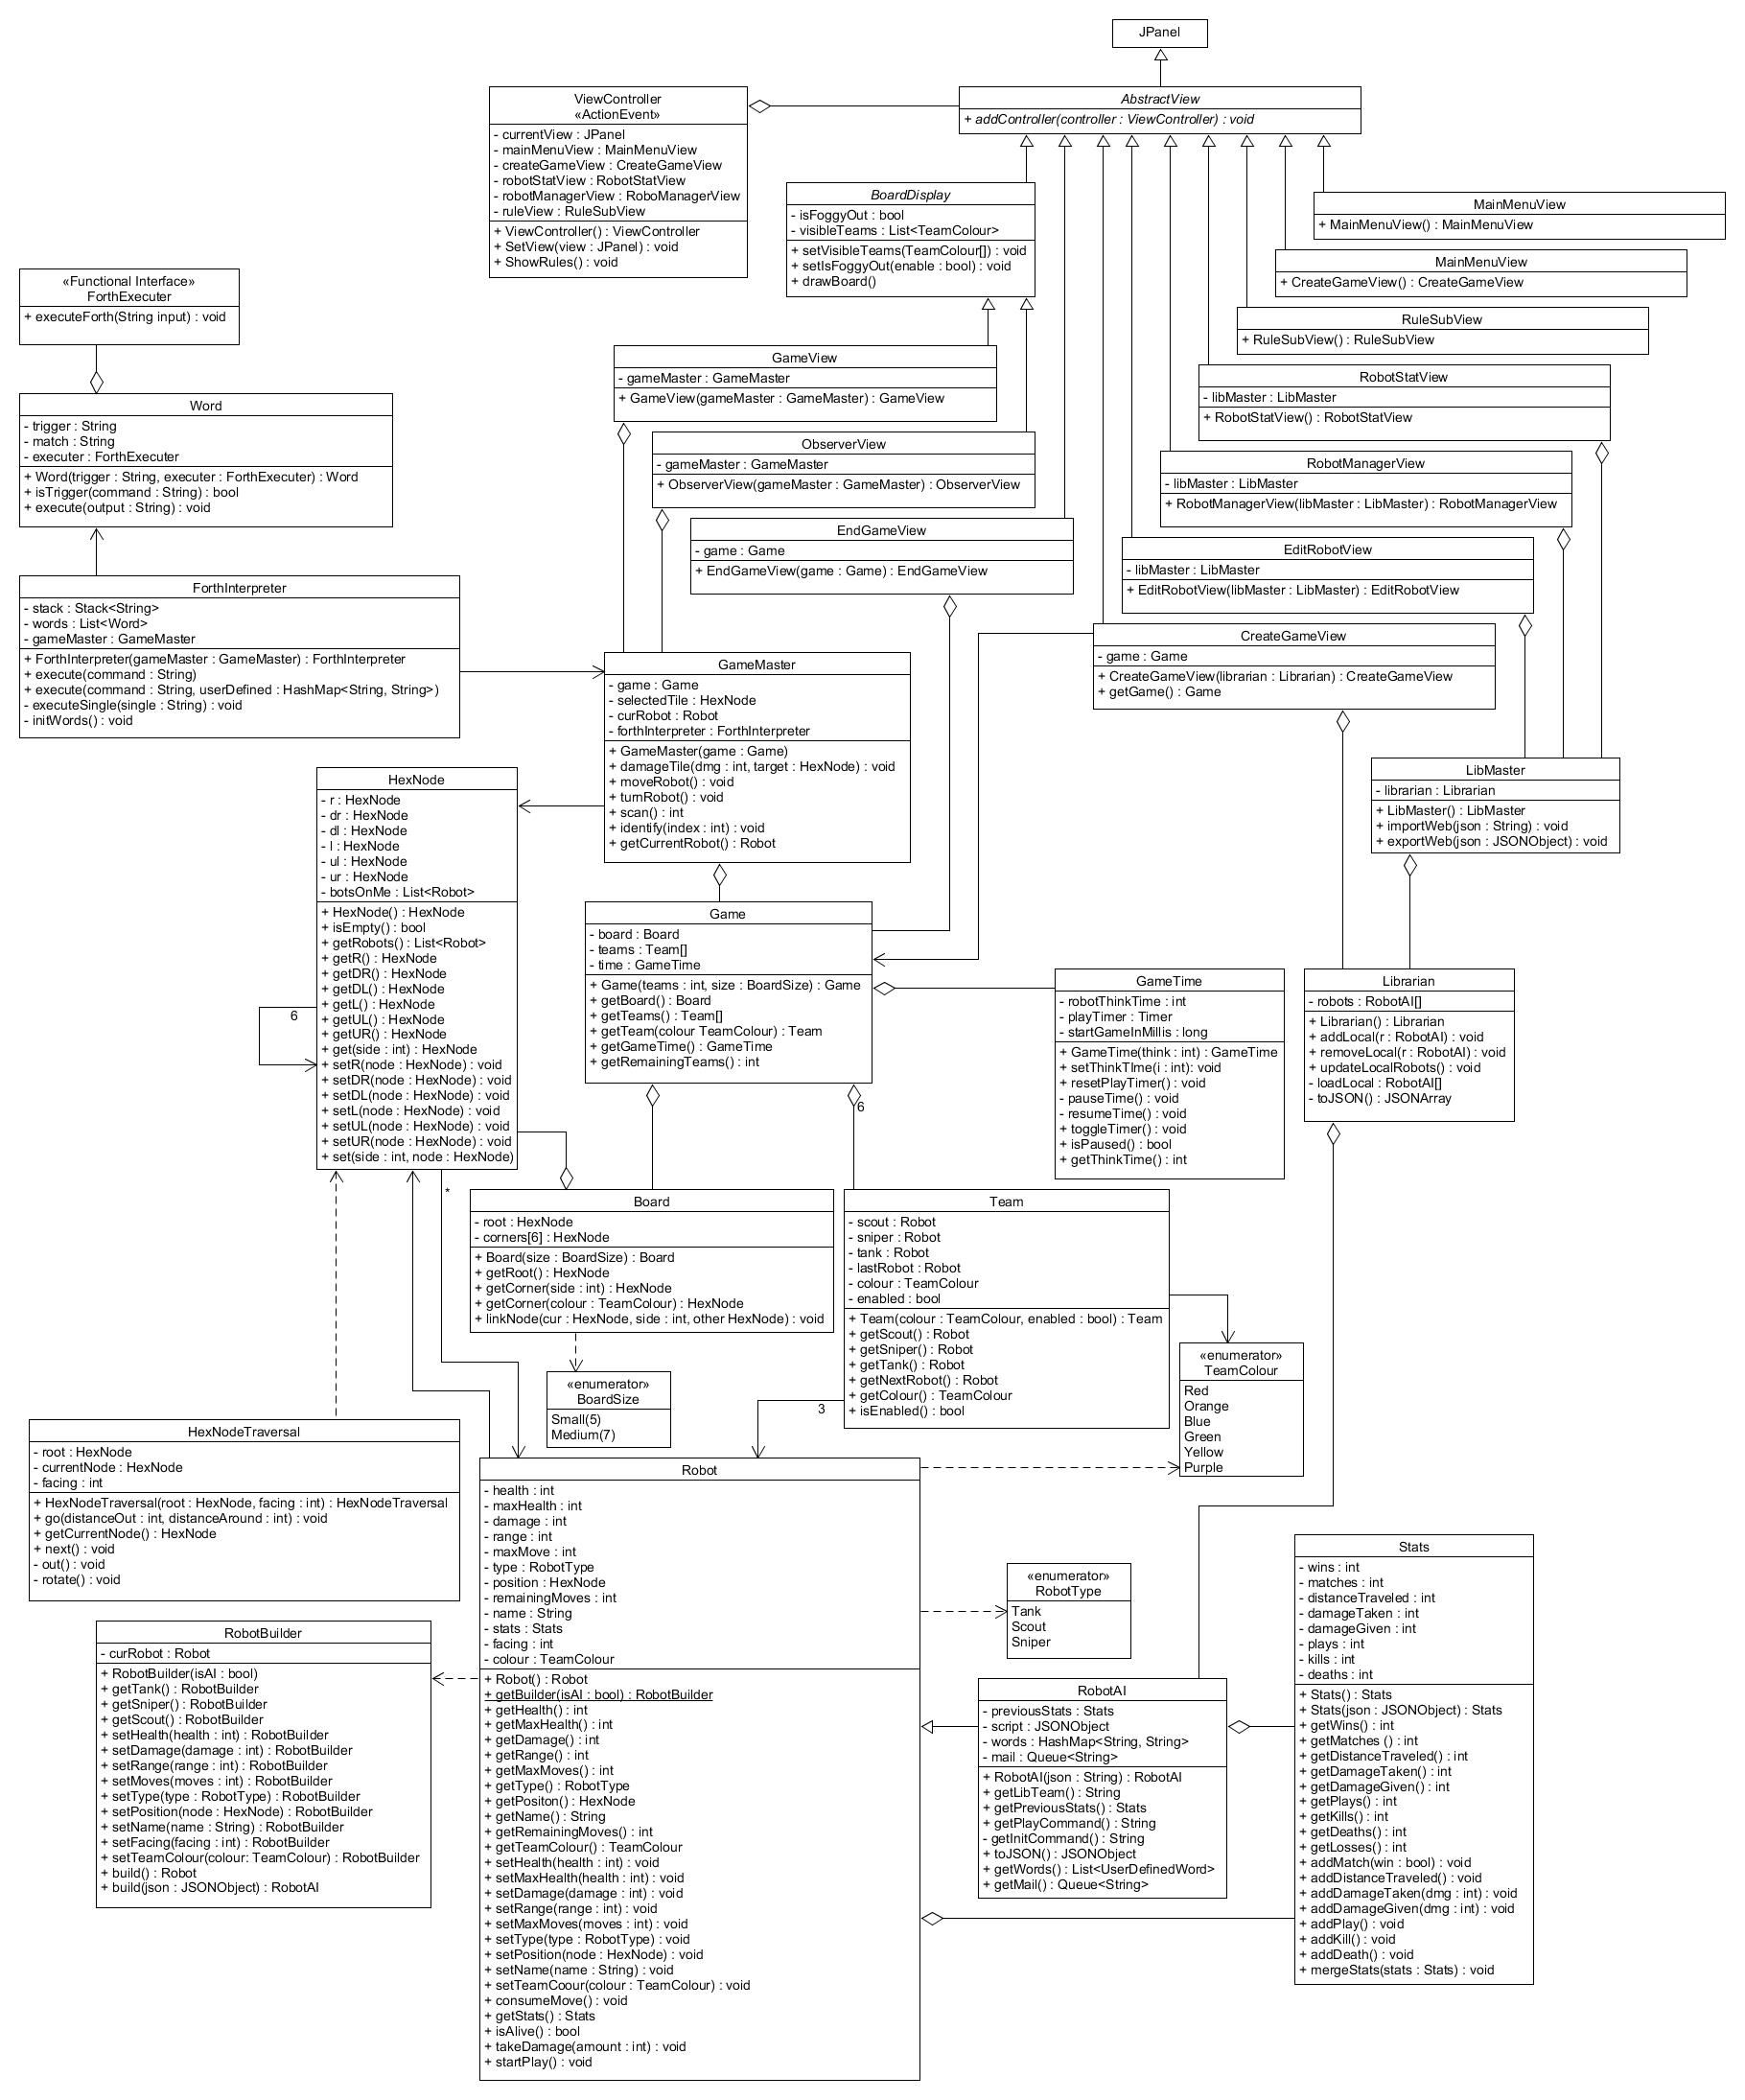 JPanel
ViewController
«ActionEvent»
- currentView : JPanel
- mainMenuView : MainMenuView
- createGameView : CreateGameView
- robotStatView : RobotStatView
- robotManagerView : RoboManagerView
- ruleView : RuleSubView
+ ViewController() : ViewController
+ SetView(view : JPanel) : void
+ ShowRules() : void
AbstractView
+ addController(controller : ViewController) : void
BoardDisplay
- isFoggyOut : bool
- visibleTeams : List<TeamColour>
+ setVisibleTeams(TeamColour[]) : void
+ setIsFoggyOut(enable : bool) : void
+ drawBoard()
MainMenuView
+ MainMenuView() : MainMenuView
MainMenuView
+ CreateGameView() : CreateGameView
RuleSubView
+ RuleSubView() : RuleSubView
RobotStatView
- libMaster : LibMaster
+ RobotStatView() : RobotStatView
RobotManagerView
- libMaster : LibMaster
+ RobotManagerView(libMaster : LibMaster) : RobotManagerView
EditRobotView
- libMaster : LibMaster
+ EditRobotView(libMaster : LibMaster) : EditRobotView
CreateGameView
- game : Game
+ CreateGameView(librarian : Librarian) : CreateGameView
+ getGame() : Game
«Functional Interface»
ForthExecuter
+ executeForth(String input) : void
Word
- trigger : String
- match : String
- executer : ForthExecuter
+ Word(trigger : String, executer : ForthExecuter) : Word
+ isTrigger(command : String) : bool
+ execute(output : String) : void
ForthInterpreter
- stack : Stack<String>
- words : List<Word>
- gameMaster : GameMaster
+ ForthInterpreter(gameMaster : GameMaster) : ForthInterpreter
+ execute(command : String)
+ execute(command : String, userDefined : HashMap<String, String>)
- executeSingle(single : String) : void
- initWords() : void
GameView
- gameMaster : GameMaster
+ GameView(gameMaster : GameMaster) : GameView
ObserverView
- gameMaster : GameMaster
+ ObserverView(gameMaster : GameMaster) : ObserverView
EndGameView
- game : Game
+ EndGameView(game : Game) : EndGameView
GameMaster
- game : Game
- selectedTile : HexNode
- curRobot : Robot
- forthInterpreter : ForthInterpreter
+ GameMaster(game : Game)
+ damageTile(dmg : int, target : HexNode) : void
+ moveRobot() : void
+ turnRobot() : void
+ scan() : int
+ identify(index : int) : void
+ getCurrentRobot() : Robot
LibMaster
- librarian : Librarian
+ LibMaster() : LibMaster
+ importWeb(json : String) : void
+ exportWeb(json : JSONObject) : void
HexNode
- r : HexNode
- dr : HexNode
- dl : HexNode
- l : HexNode
- ul : HexNode
- ur : HexNode
- botsOnMe : List<Robot>
+ HexNode() : HexNode
+ isEmpty() : bool
+ getRobots() : List<Robot>
+ getR() : HexNode
+ getDR() : HexNode
+ getDL() : HexNode
+ getL() : HexNode
+ getUL() : HexNode
+ getUR() : HexNode
+ get(side : int) : HexNode
+ setR(node : HexNode) : void
+ setDR(node : HexNode) : void
+ setDL(node : HexNode) : void
+ setL(node : HexNode) : void
+ setUL(node : HexNode) : void
+ setUR(node : HexNode) : void
+ set(side : int, node : HexNode)
6
*
Game
- board : Board
- teams : Team[]
- time : GameTime
+ Game(teams : int, size : BoardSize) : Game
+ getBoard() : Board
+ getTeams() : Team[]
+ getTeam(colour TeamColour) : Team
+ getGameTime() : GameTime
+ getRemainingTeams() : int
6
GameTime
- robotThinkTime : int
- playTimer : Timer
- startGameInMillis : long
+ GameTime(think : int) : GameTime
+ setThinkTIme(i : int): void
+ resetPlayTimer() : void
- pauseTime() : void
- resumeTime() : void
+ toggleTimer() : void
+ isPaused() : bool
+ getThinkTime() : int
Librarian
- robots : RobotAI[]
+ Librarian() : Librarian
+ addLocal(r : RobotAI) : void
+ removeLocal(r : RobotAI) : void
+ updateLocalRobots() : void
- loadLocal : RobotAI[]
- toJSON() : JSONArray
Board
- root : HexNode
- corners[6] : HexNode
+ Board(size : BoardSize) : Board
+ getRoot() : HexNode
+ getCorner(side : int) : HexNode
+ getCorner(colour : TeamColour) : HexNode
+ linkNode(cur : HexNode, side : int, other HexNode) : void
Team
- scout : Robot
- sniper : Robot
- tank : Robot
- lastRobot : Robot
- colour : TeamColour
- enabled : bool
+ Team(colour : TeamColour, enabled : bool) : Team
+ getScout() : Robot
+ getSniper() : Robot
+ getTank() : Robot
+ getNextRobot() : Robot
+ getColour() : TeamColour
+ isEnabled() : bool
3
«enumerator»
TeamColour
Red
Orange
Blue
Green
Yellow
Purple
«enumerator»
BoardSize
Small(5)
Medium(7)
HexNodeTraversal
- root : HexNode
- currentNode : HexNode
- facing : int
+ HexNodeTraversal(root : HexNode, facing : int) : HexNodeTraversal
+ go(distanceOut : int, distanceAround : int) : void
+ getCurrentNode() : HexNode
+ next() : void
- out() : void
- rotate() : void
RobotBuilder
- curRobot : Robot
+ RobotBuilder(isAI : bool)
+ getTank() : RobotBuilder
+ getSniper() : RobotBuilder
+ getScout() : RobotBuilder
+ setHealth(health : int) : RobotBuilder
+ setDamage(damage : int) : RobotBuilder
+ setRange(range : int) : RobotBuilder
+ setMoves(moves : int) : RobotBuilder
+ setType(type : RobotType) : RobotBuilder
+ setPosition(node : HexNode) : RobotBuilder
+ setName(name : String) : RobotBuilder
+ setFacing(facing : int) : RobotBuilder
+ setTeamColour(colour: TeamColour) : RobotBuilder
+ build() : Robot
+ build(json : JSONObject) : RobotAI
Robot
- health : int
- maxHealth : int
- damage : int
- range : int
- maxMove : int
- type : RobotType
- position : HexNode
- remainingMoves : int
- name : String
- stats : Stats
- facing : int
- colour : TeamColour
+ Robot() : Robot
+ getBuilder(isAI : bool) : RobotBuilder
+ getHealth() : int
+ getMaxHealth() : int
+ getDamage() : int
+ getRange() : int
+ getMaxMoves() : int
+ getType() : RobotType
+ getPositon() : HexNode
+ getName() : String
+ getRemainingMoves() : int
+ getTeamColour() : TeamColour
+ setHealth(health : int) : void
+ setMaxHealth(health : int) : void
+ setDamage(damage : int) : void
+ setRange(range : int) : void
+ setMaxMoves(moves : int) : void
+ setType(type : RobotType) : void
+ setPosition(node : HexNode) : void
+ setName(name : String) : void
+ setTeamCoour(colour : TeamColour) : void
+ consumeMove() : void
+ getStats() : Stats
+ isAlive() : bool
+ takeDamage(amount : int) : void
+ startPlay() : void
«enumerator»
RobotType
Tank
Scout
Sniper
RobotAI
- previousStats : Stats
- script : JSONObject
- words : HashMap<String, String>
- mail : Queue<String>
+ RobotAI(json : String) : RobotAI
+ getLibTeam() : String
+ getPreviousStats() : Stats
+ getPlayCommand() : String
- getInitCommand() : String
+ toJSON() : JSONObject
+ getWords() : List<UserDefinedWord>
+ getMail() : Queue<String>
Stats
- wins : int
- matches : int
- distanceTraveled : int
- damageTaken : int
- damageGiven : int
- plays : int
- kills : int
- deaths : int
+ Stats() : Stats
+ Stats(json : JSONObject) : Stats
+ getWins() : int
+ getMatches () : int
+ getDistanceTraveled() : int
+ getDamageTaken() : int
+ getDamageGiven() : int
+ getPlays() : int
+ getKills() : int
+ getDeaths() : int
+ getLosses() : int
+ addMatch(win : bool) : void
+ addDistanceTraveled() : void
+ addDamageTaken(dmg : int) : void
+ addDamageGiven(dmg : int) : void
+ addPlay() : void
+ addKill() : void
+ addDeath() : void
+ mergeStats(stats : Stats) : void